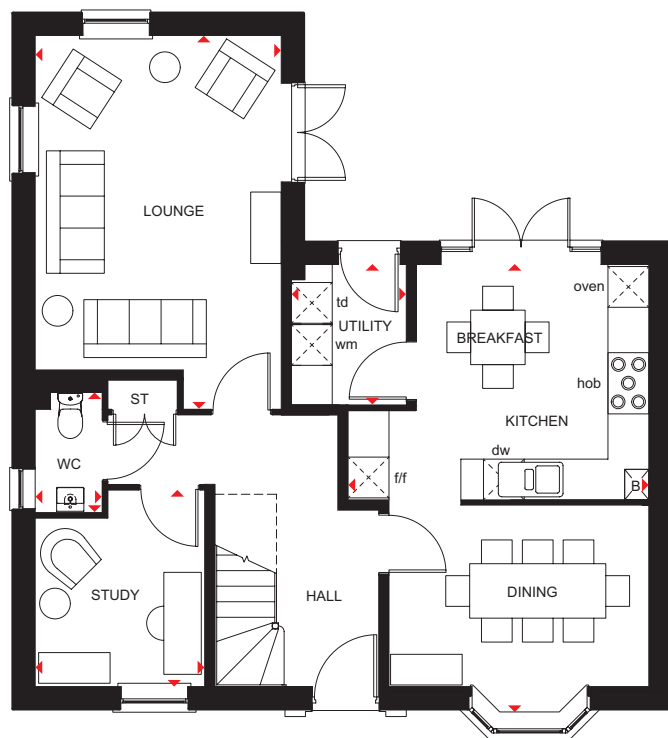 LOUNGE
oven
td
UTILITY
BREAKFAST
wm
hob
ST
KITCHEN
dw
WC
f/f
B
STUDY
HALL
DINING